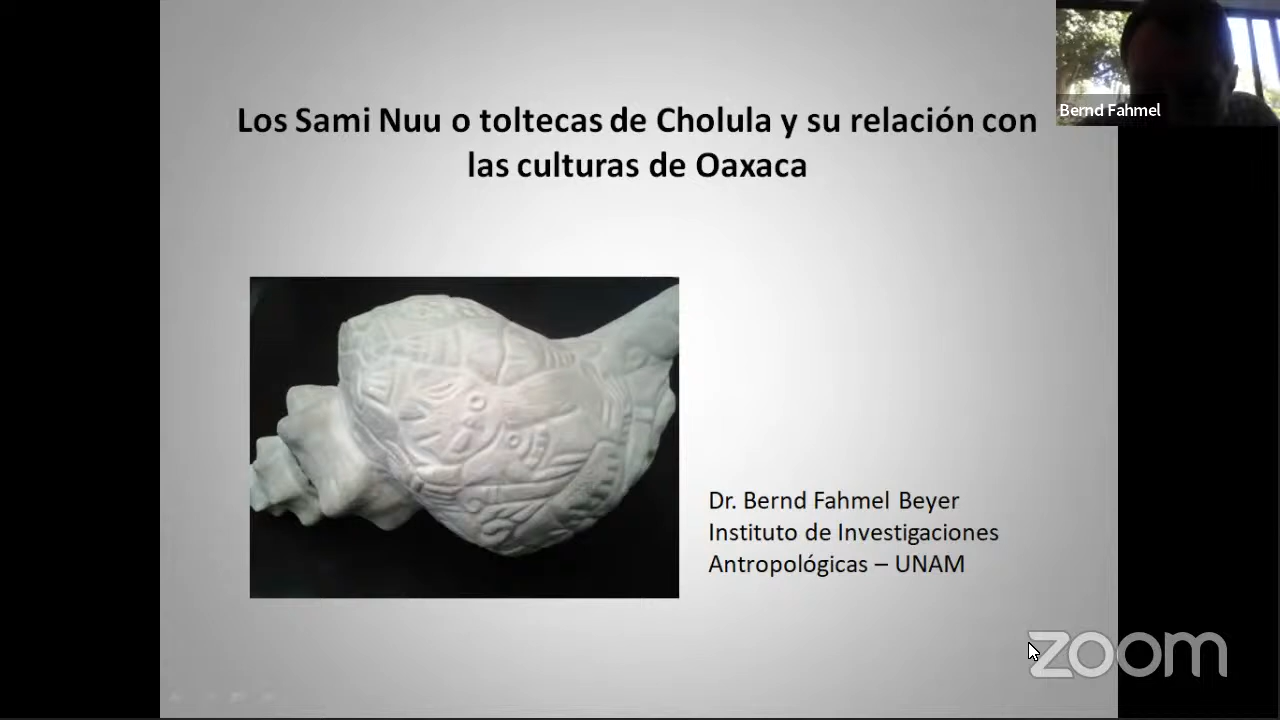 Los Sami Nuu o toltecas de Cholula y su relación con
las culturas de Oaxaca
Bernd Fahmel
Dr. Bernd Fahmel Beyer
Instituto de Investigaciones
Antropológicas – UNAM
zoom